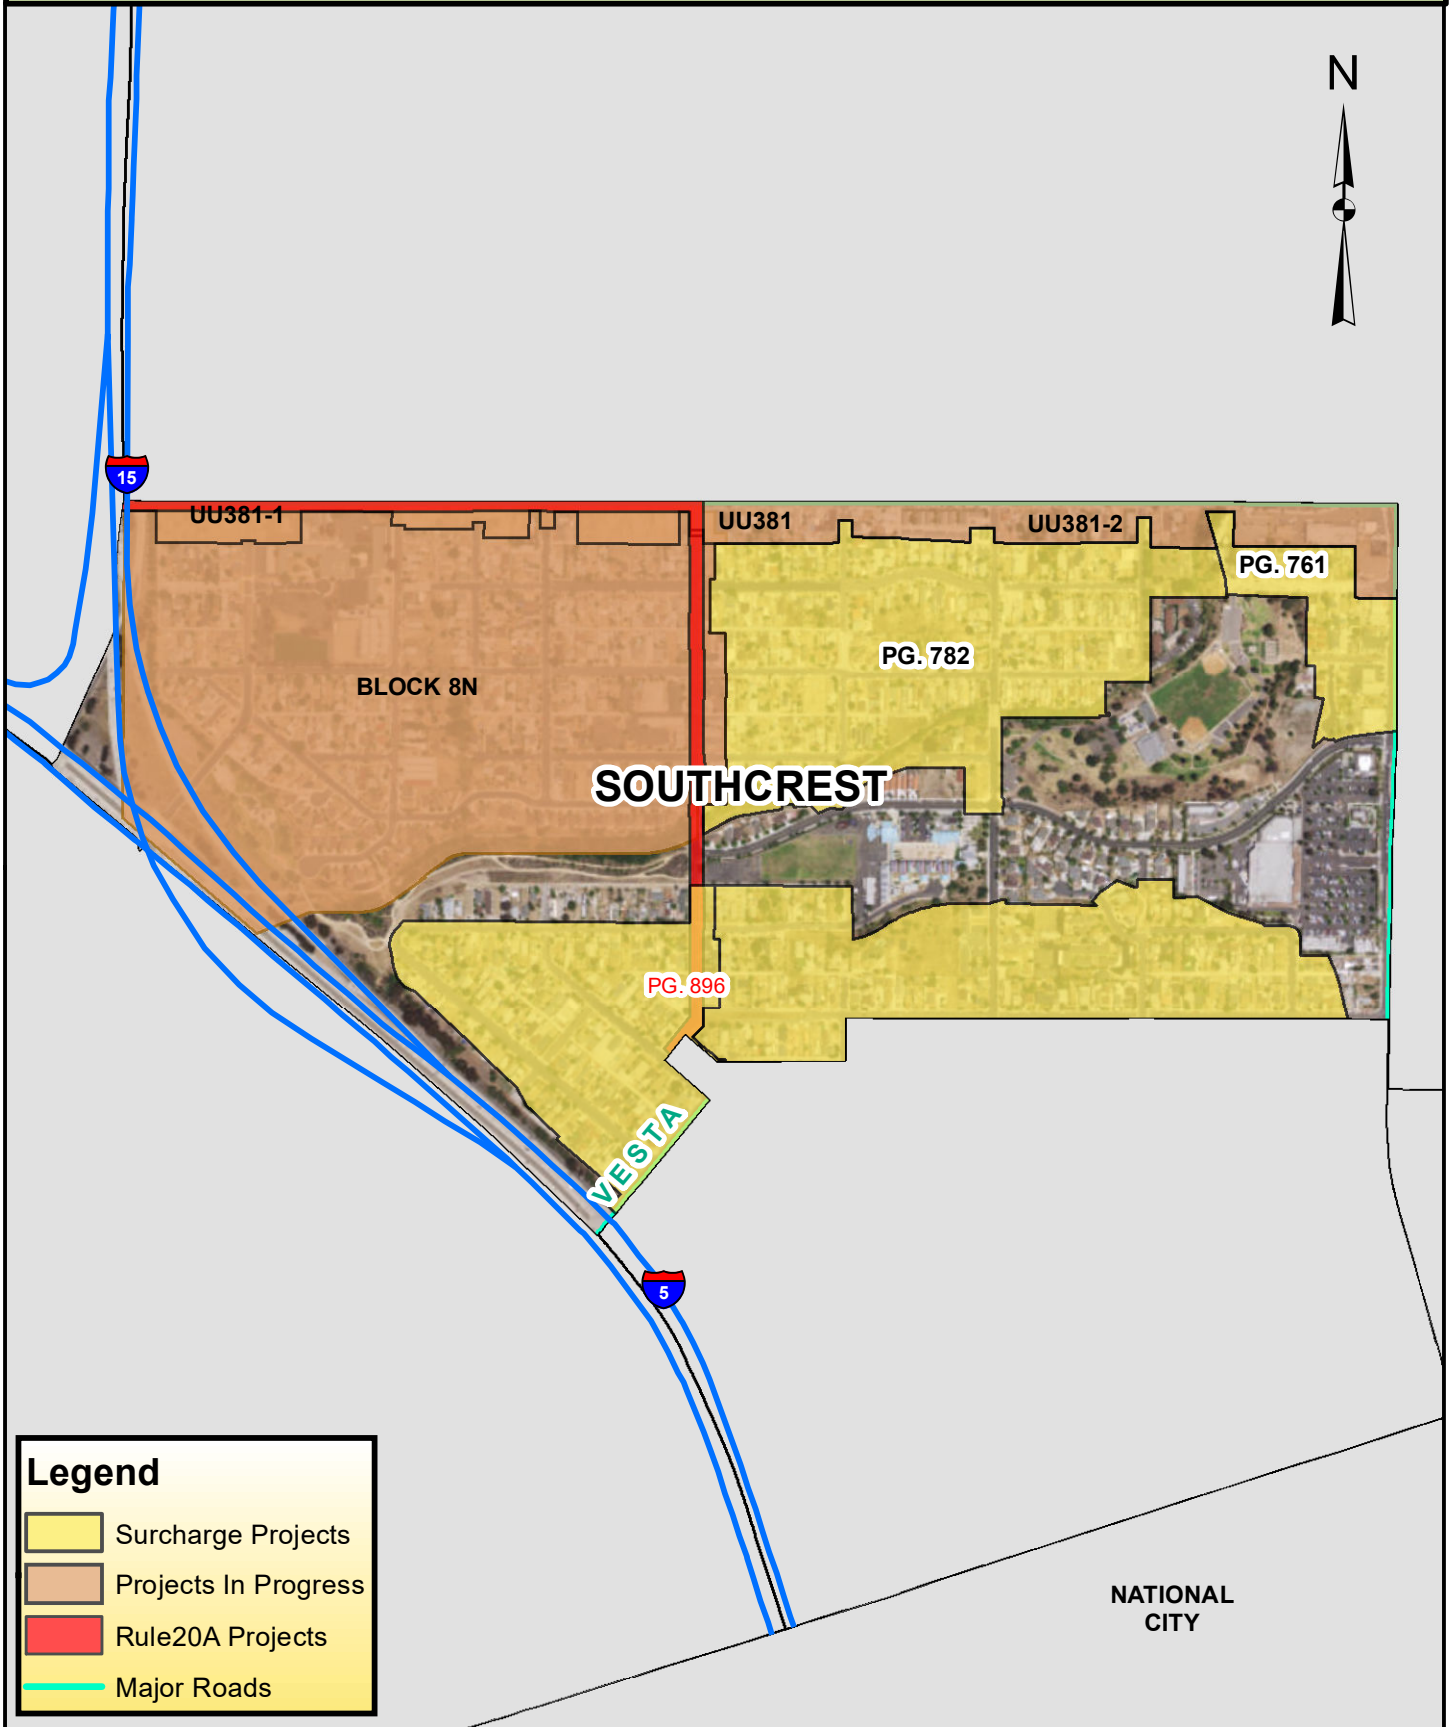 N
15
UU381-1
UU381
UU381-2
PG. 761
PG. 782
BLOCK 8N
SOUTHCREST
PG. 896
VESTA
5
Legend
Surcharge Projects
Projects In Progress
Rule20A Projects
Major Roads
NATIONAL
CITY